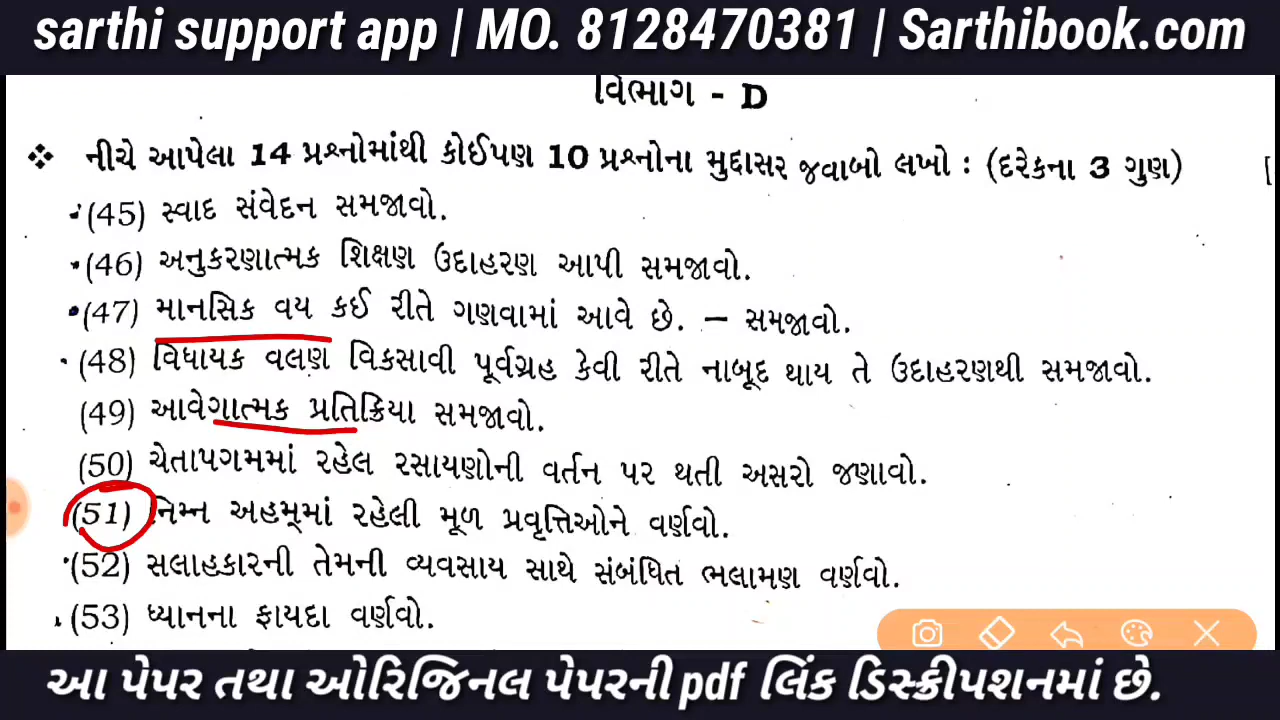 sarthi support app | MO. 8128470381 | Sarthibook.com
વિભાગ - D
❖ નીચે આપેલા 14 પ્રશ્નોમાંથી કોઈપણ 10 પ્રશ્નોના મુદ્દાસર જવાબો લખો : (દરેકના 3 ગુણ) [
(45) સ્વાદ સંવેદન સમજાવો.
(46) અનુકરણાત્મક શિક્ષણ ઉદાહરણ આપી સમજાવો.
(47) માનસિક વય કઈ રીતે ગણવામાં આવે છે. – સમજાવો.
(48) વિધાયક વલણ વિકસાવી પૂર્વગ્રહ કેવી રીતે નાબૂદ થાય તે ઉદાહરણથી સમજાવો.
(49) આવેગાત્મક પ્રતિક્રિયા સમજાવો.
(50) ચેતાપગમમાં રહેલ રસાયણોની વર્તન પર થતી અસરો જણાવો.
(51) નિમ્ન અહમ્‌માં રહેલી મૂળ પ્રવૃત્તિઓને વર્ણવો.
(52) સલાહકારની તેમની વ્યવસાય સાથે સંબંધિત ભલામણ વર્ણવો.
(53) ધ્યાનના ફાયદા વર્ણવો.
આ પેપર તથા ઓરિજિનલ પેપરની pdf લિંક ડિસ્ક્રીપશનમાં છે.